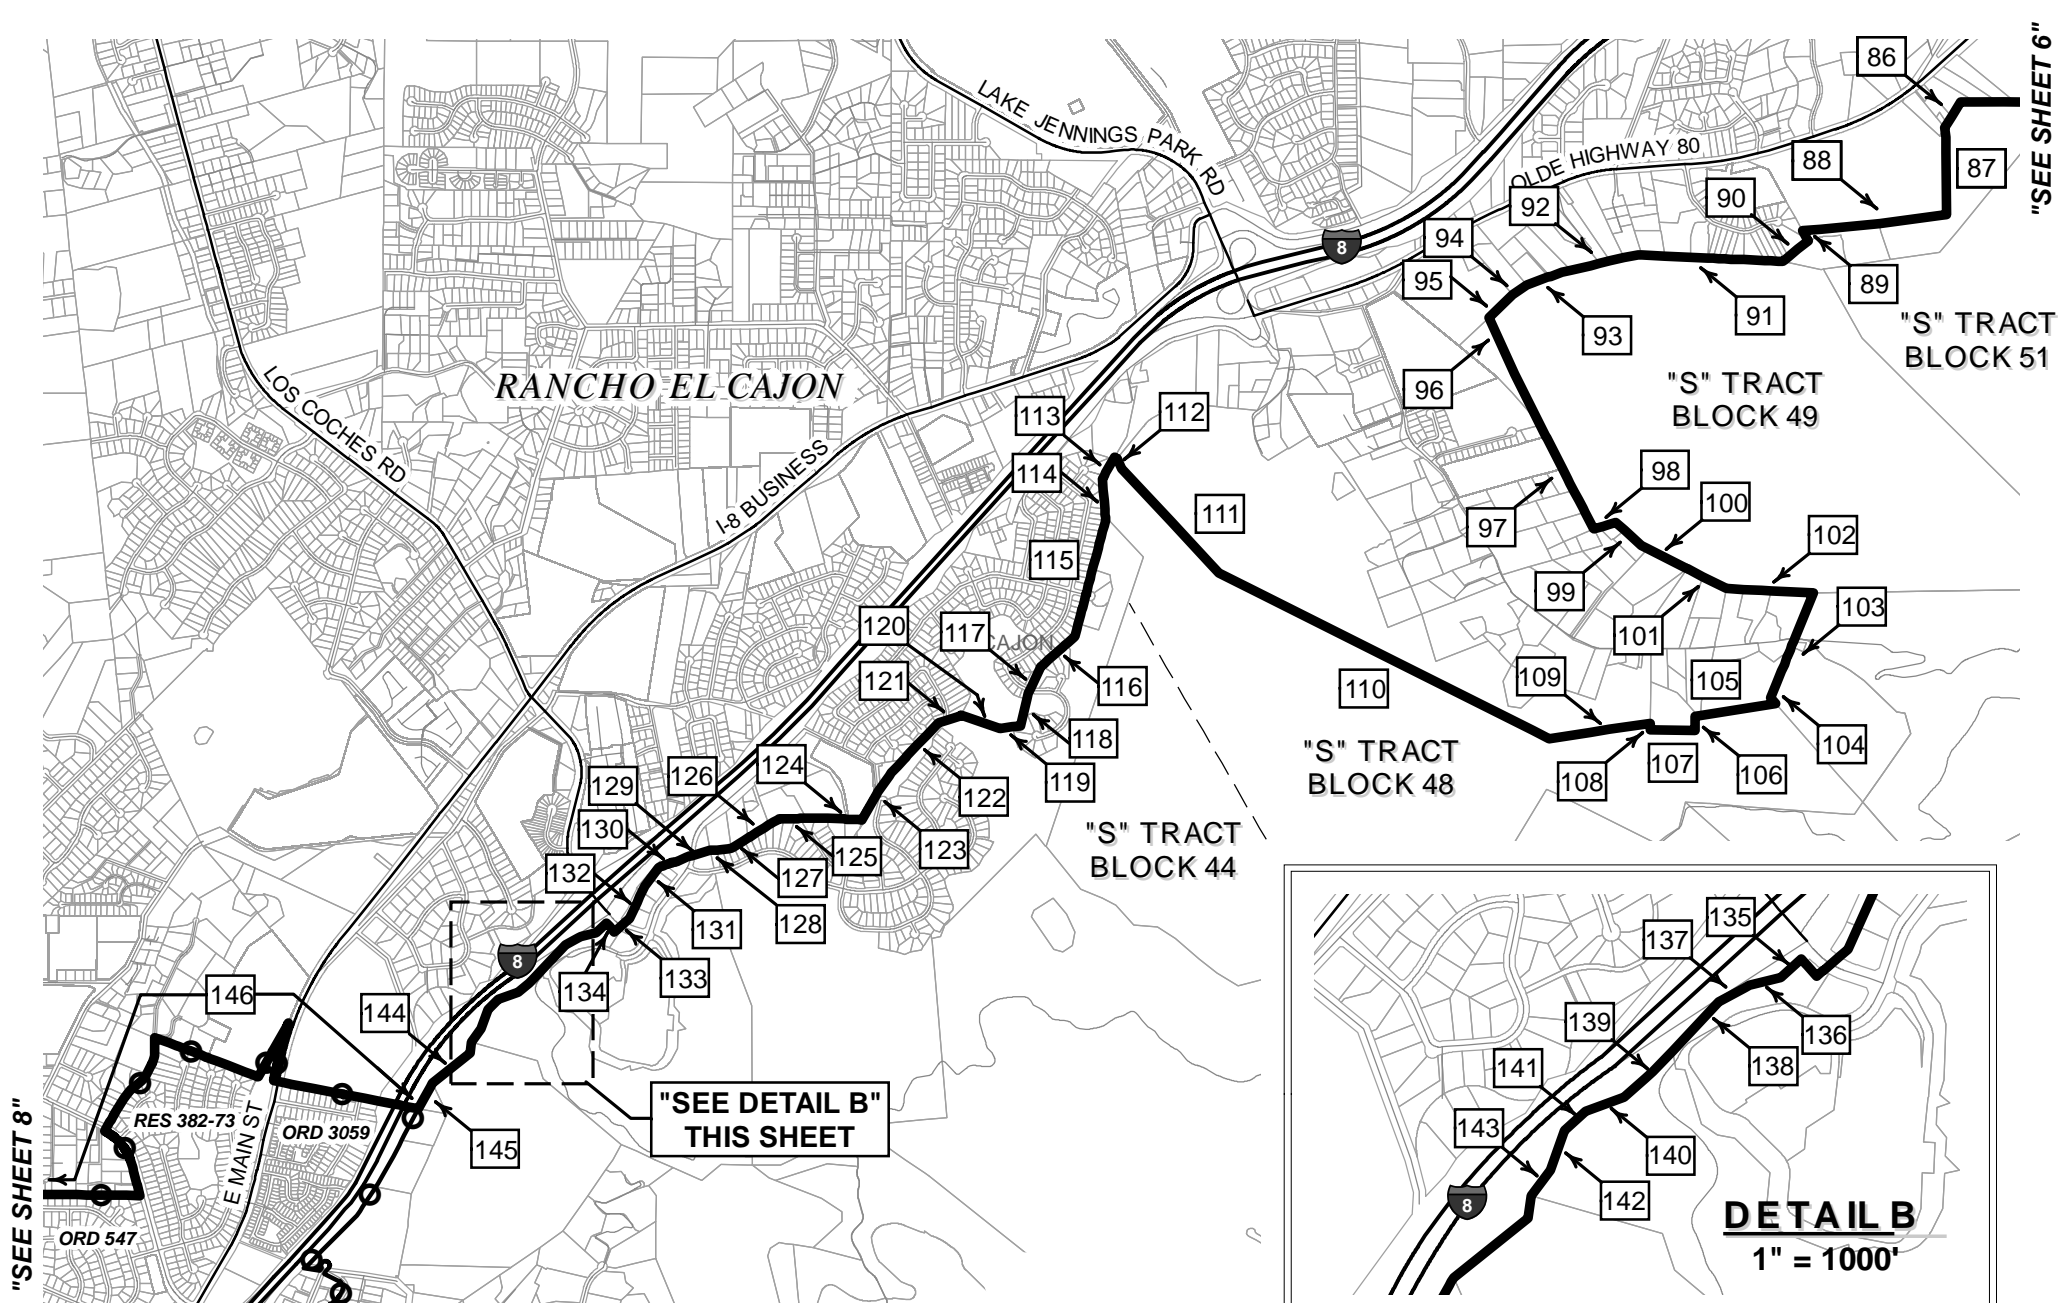 86
"SEE SHEET 6"
LAKE JENNINGS PARK RD
OLDE HIGHWAY 80
88
87
90
92
94
8
95
89
93
91
"S" TRACT
BLOCK 51
96
"S" TRACT
BLOCK 49
RANCHO EL CAJON
LOS COCHES RD
I-8 BUSINESS
113
112
114
111
98
100
97
102
115
99
103
101
120
117
CAJON
121
116
109
105
110
118
104
"S" TRACT
BLOCK 48
108
107
106
119
129
126
124
122
130
"S" TRACT
BLOCK 44
125
123
132
127
128
131
8
134
133
146
144
"SEE DETAIL B"
THIS SHEET
145
RES 382-73
ORD 3059
E MAIN ST
ORD 547
"SEE SHEET 8"
135
137
139
136
138
141
143
140
142
8
DETAIL B
1" = 1000'